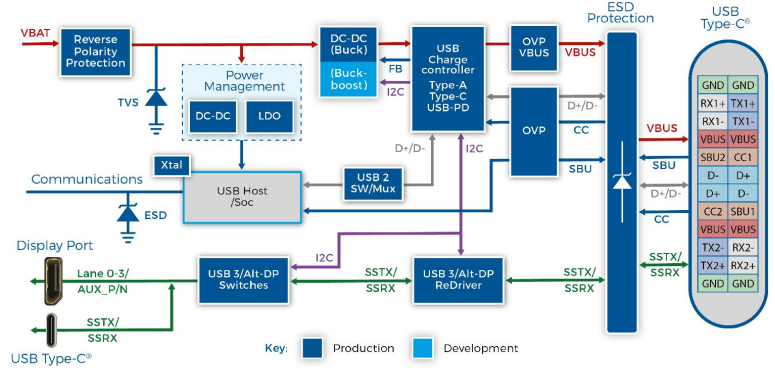 ESD
Protection
USB
Type-C®
VBAT
Reverse
Polarity
Protection
TVS
Power
Management
DC-DC
LDO
DC-DC
(Buck)
(Buck-
boost)
FB
I2C
USB
Charge
controller
Type-A
Type-C
USB-PD
OVP
VBUS
VBUS
D+/D-
CC
OVP
SBU
I2C
D+/D-
Xtal
Communications
ESD
USB Host
/Soc
USB 2
SW/Mux
I2C
Display Port
Lane 0-3/
AUX_P/N
SSTX/
SSRX
USB Type-C®
USB 3/Alt-DP
Switches
SSTX/
SSRX
USB 3/Alt-DP
ReDriver
SSTX/
SSRX
VBUS
SBU
D+/D-
CC
SSTX/
SSRX
GND GND
RX1+ TX1+
RX1- TX1-
VBUS VBUS
SBU2 CC1
D- D+
D+ D-
CC2 SBU1
VBUS VBUS
TX2- RX2-
TX2+ RX2+
GND GND
Key: Production Development